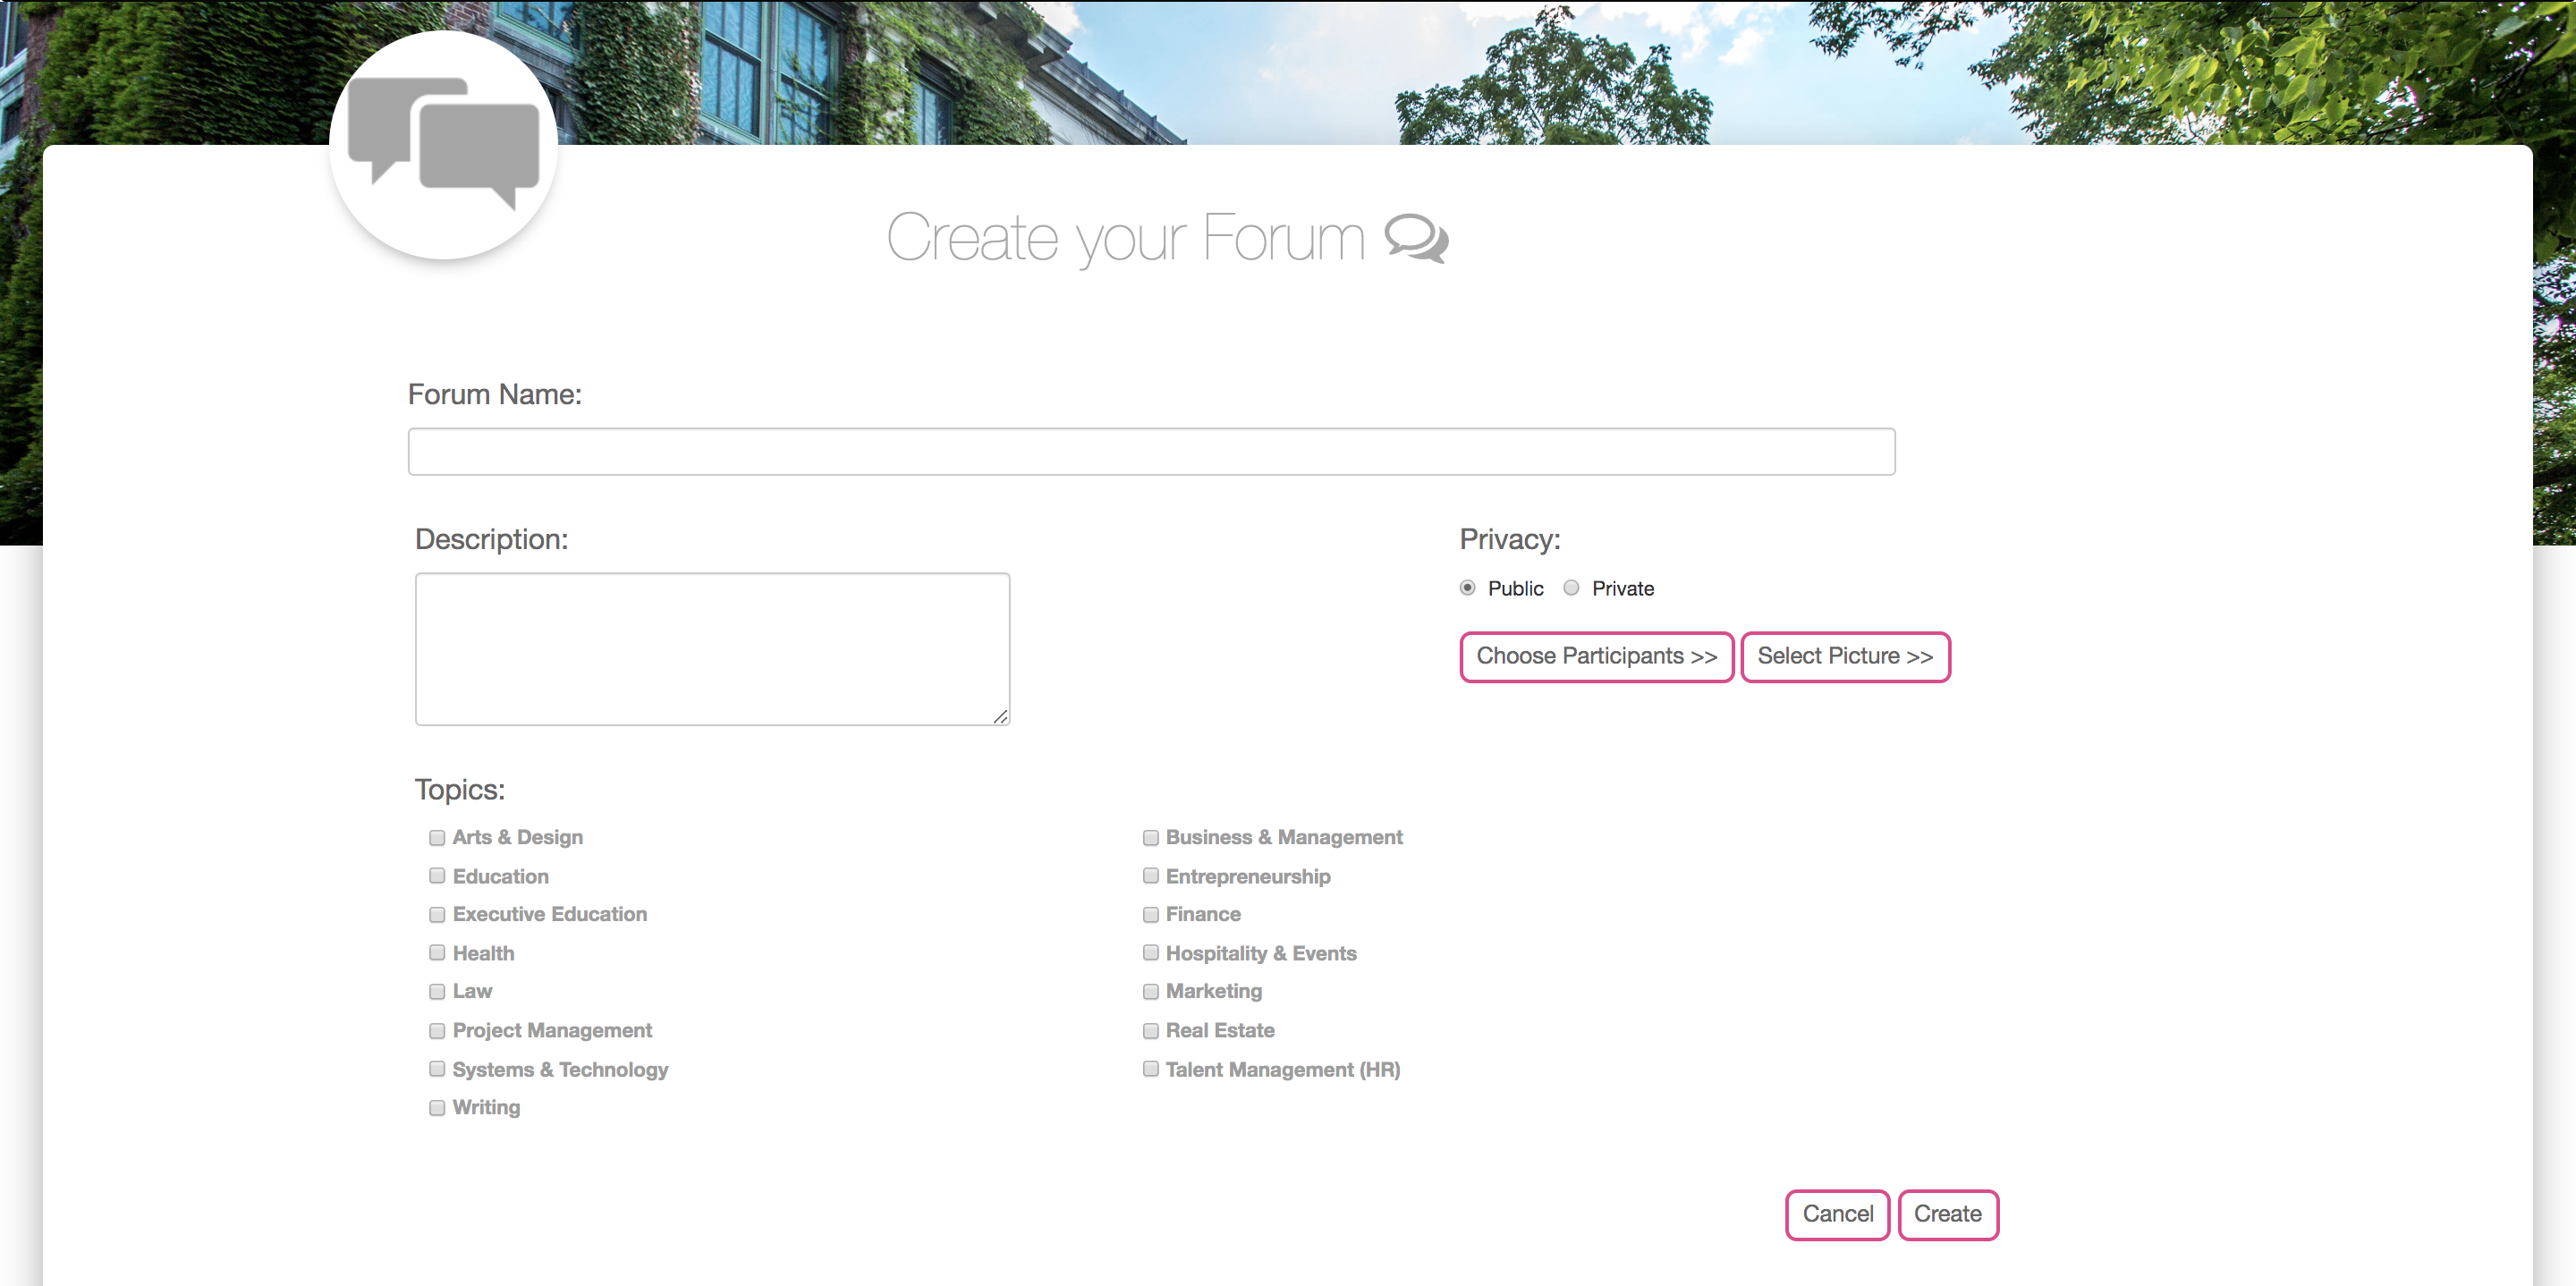 Create your Forum
Forum Name:
Description:
Privacy:
Public Private
Choose Participants >> Select Picture >>
Topics:
Arts & Design
Business & Management
Education
Entrepreneurship
Executive Education
Finance
Health
Hospitality & Events
Law
Marketing
Project Management
Real Estate
Systems & Technology
Talent Management (HR)
Writing
Cancel Create